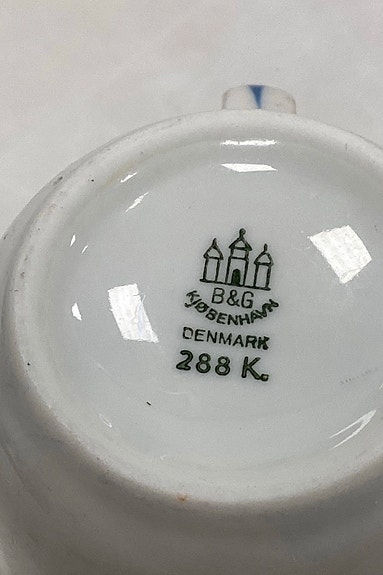 B&G
KJØBENHAVN
DENMARK
288 K.